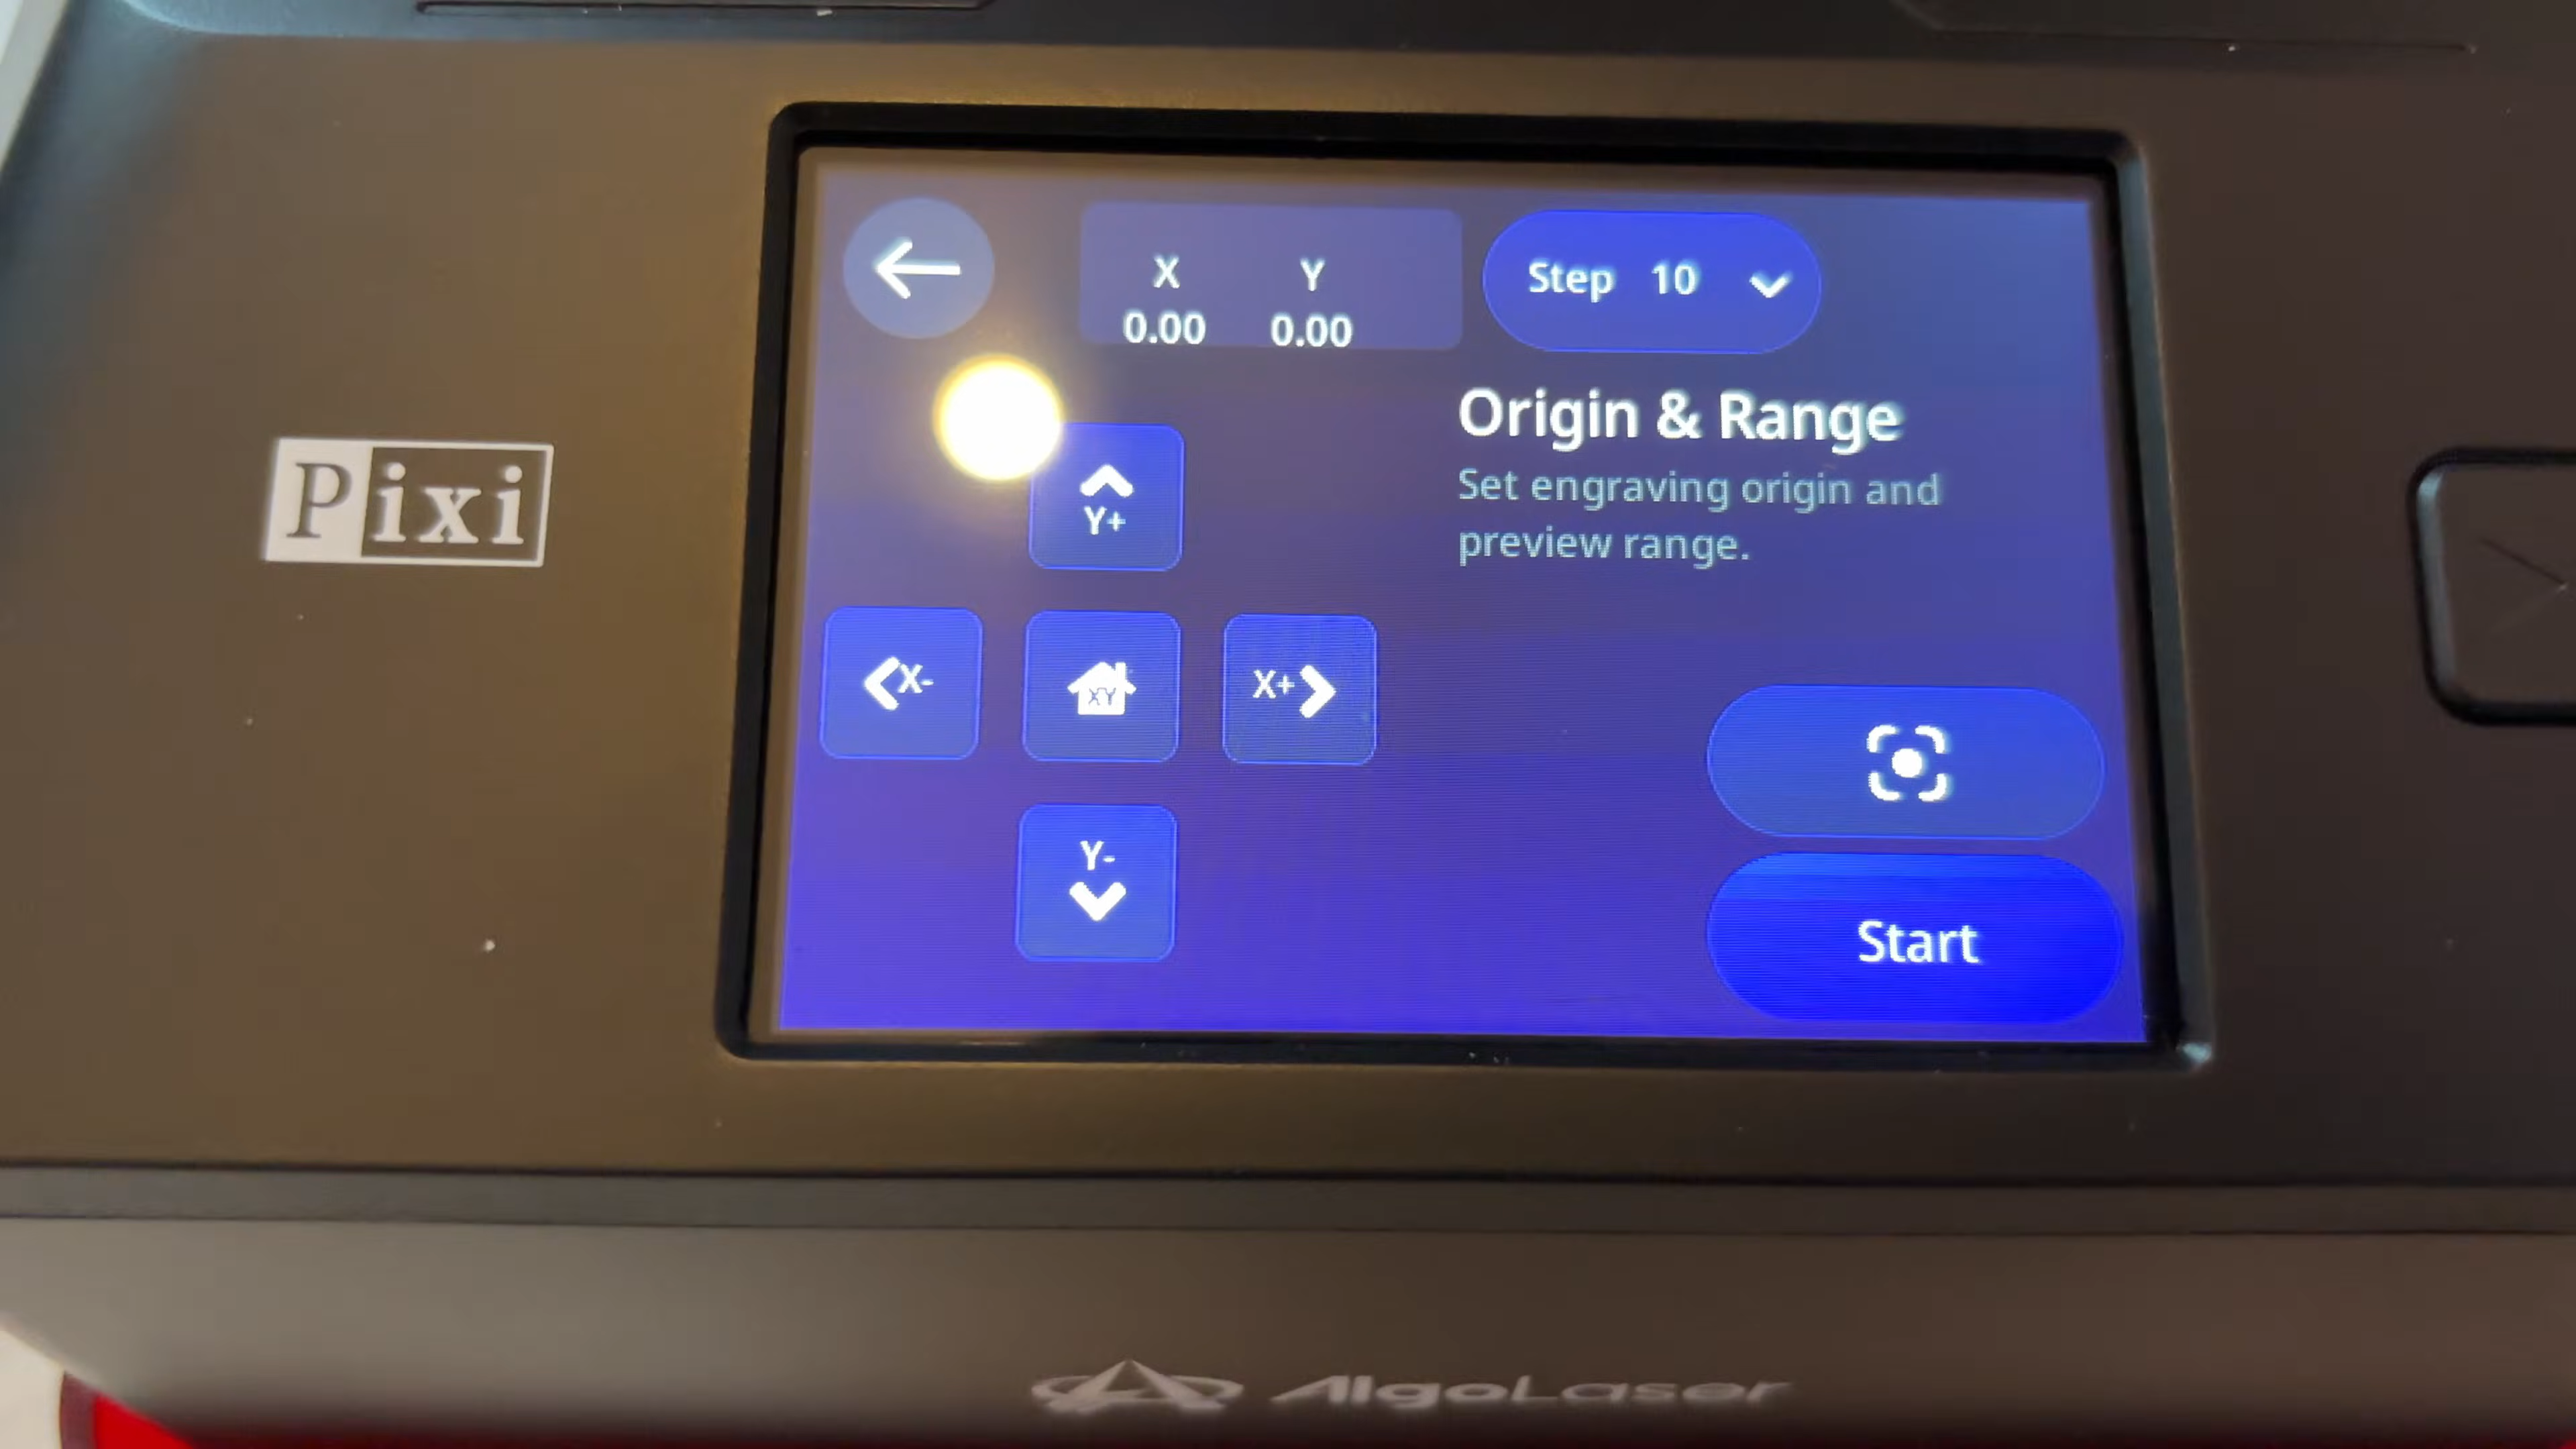 X Y
0.00 0.00
Step 10
Origin & Range
Set engraving origin and
preview range.
Y+
X-
XY
X+
Y-
Start
Pixi
AlgoLaser